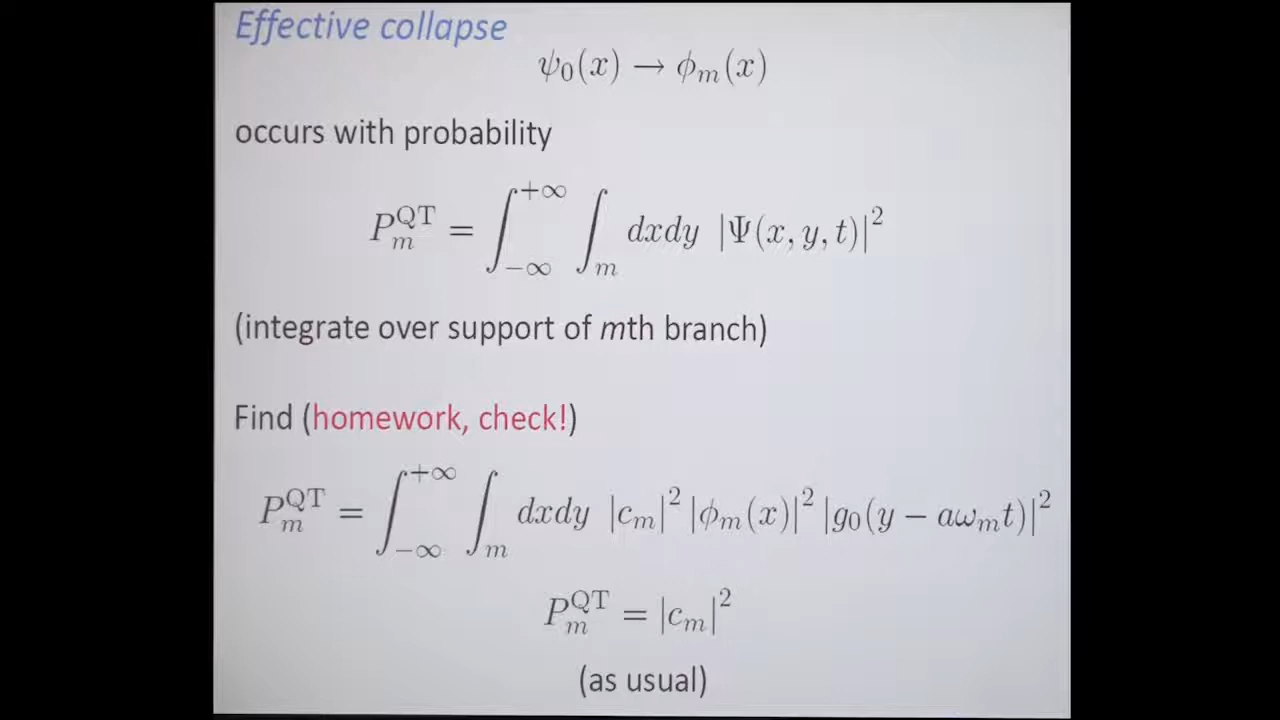 Effective collapse
ψ₀(x) → ϕₘ(x)
occurs with probability
Pₘ^QT = ∫_{−∞}^{+∞} ∫ₘ dxdy |Ψ(x, y, t)|²
(integrate over support of mth branch)
Find (homework, check!)
Pₘ^QT = ∫_{−∞}^{+∞} ∫ₘ dxdy |cₘ|² |ϕₘ(x)|² |g₀(y − aωₘt)|²
Pₘ^QT = |cₘ|²
(as usual)